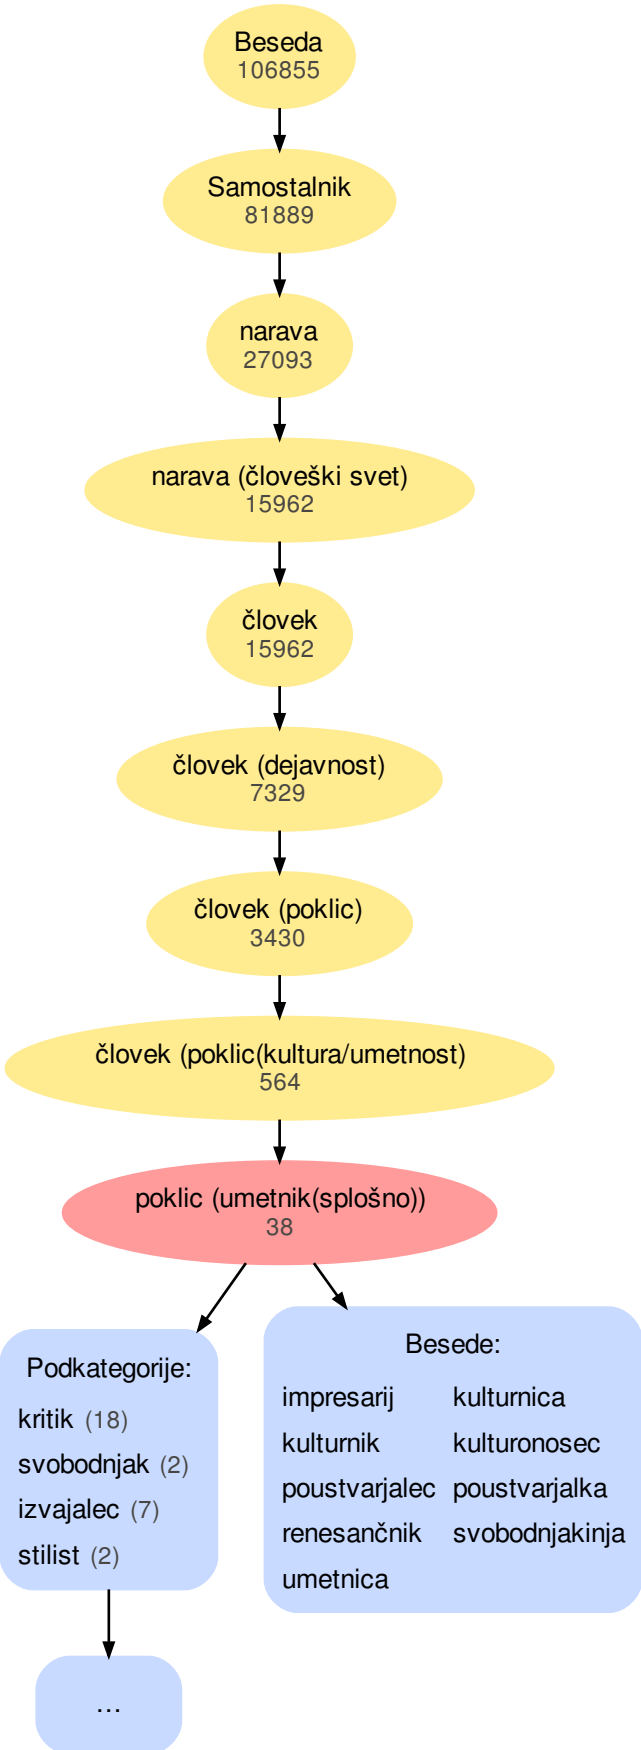 Beseda
106855
Samostalnik
81889
narava
27093
narava (človeški svet)
15962
človek
15962
človek (dejavnost)
7329
človek (poklic)
3430
človek (poklic(kultura/umetnost)
564
poklic (umetnik(splošno))
38
Podkategorije:
kritik (18)
svobodnjak (2)
izvajalec (7)
stilist (2)
...
Besede:
impresarij kulturnica
kulturnik kulturonosec
poustvarjalec poustvarjalka
renesančnik svobodnjakinja
umetnica